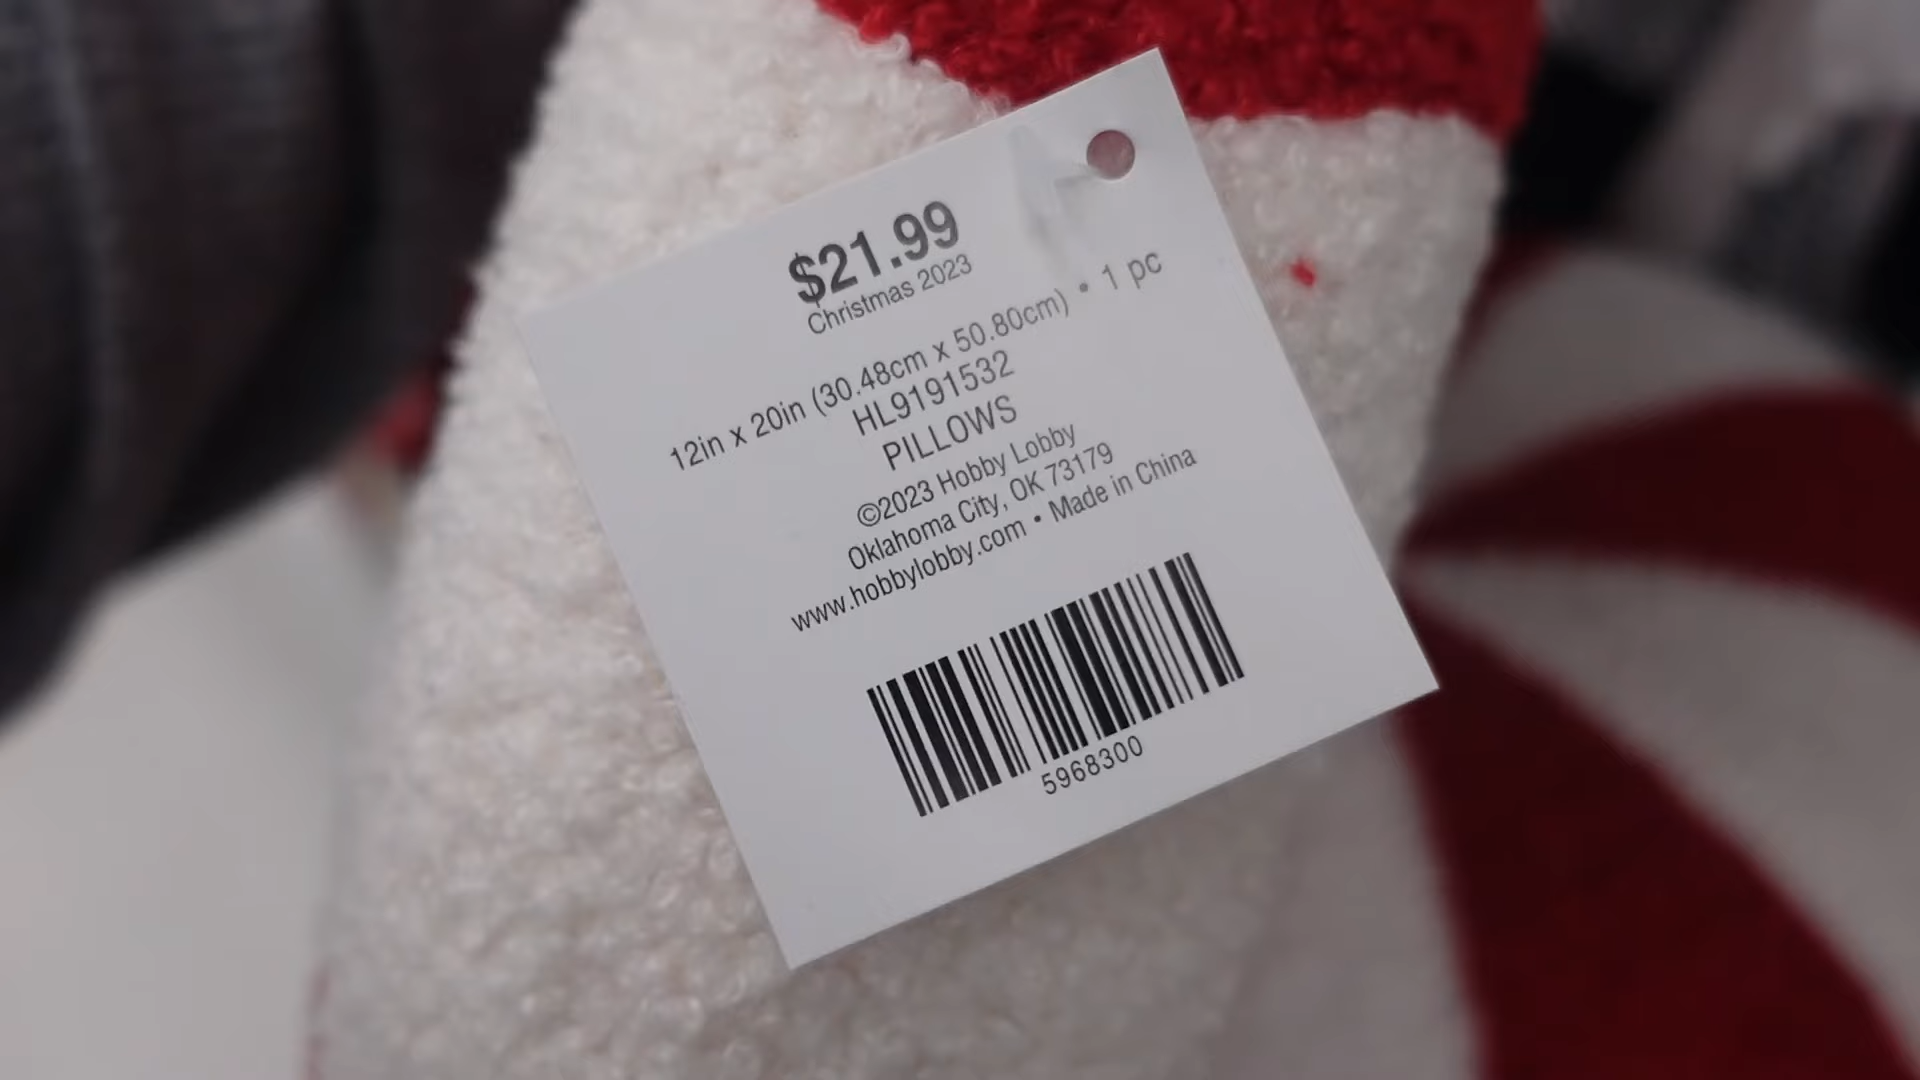 $21.99
Christmas 2023
12in x 20in (30.48cm x 50.80cm) • 1 pc
HL9191532
PILLOWS
©2023 Hobby Lobby
Oklahoma City, OK 73179
www.hobbylobby.com • Made in China
5968300